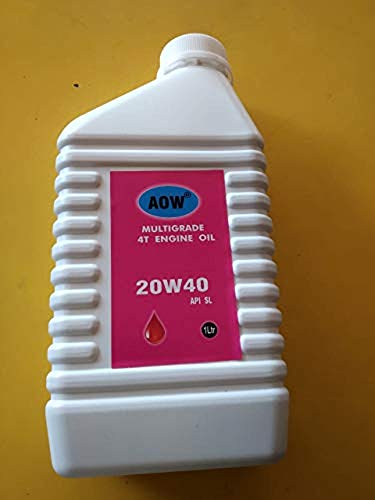 AOW®
MULTIGRADE
4T ENGINE OIL
20W40
API SL
1Ltr